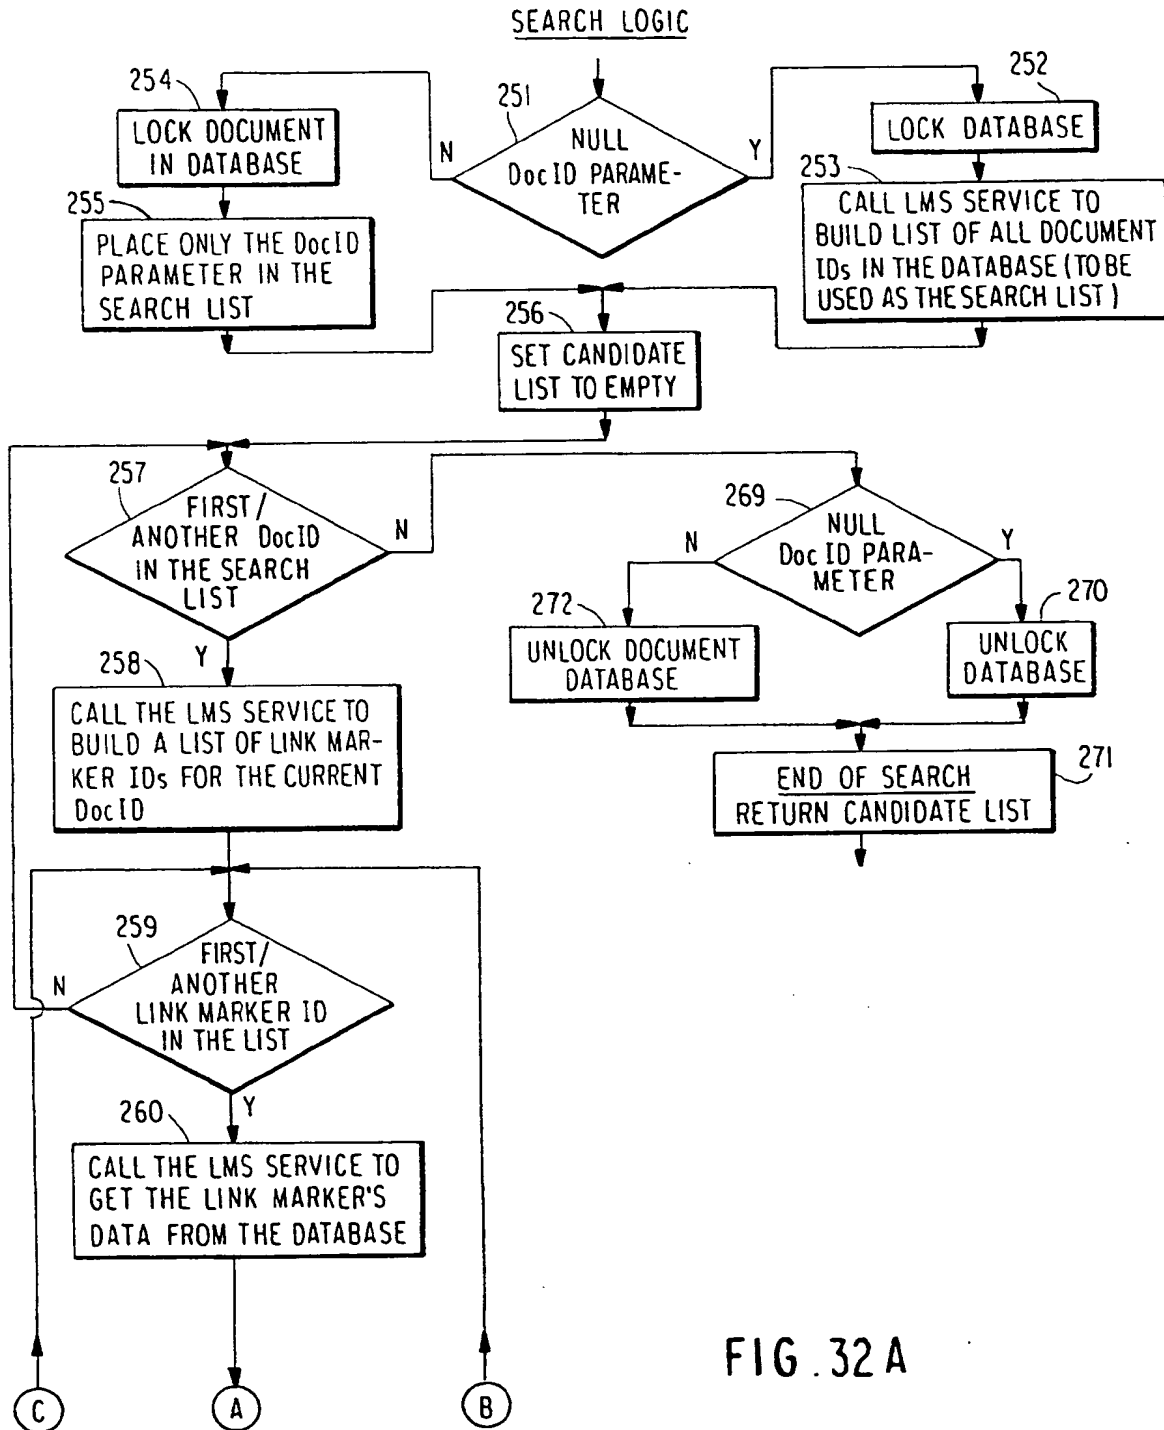 SEARCH LOGIC
254
LOCK DOCUMENT
IN DATABASE
251
NULL
DocID PARAME-
TER
N
Y
252
LOCK DATABASE
255
PLACE ONLY THE DocID
PARAMETER IN THE
SEARCH LIST
253
CALL LMS SERVICE TO
BUILD LIST OF ALL DOCUMENT
IDs IN THE DATABASE (TO BE
USED AS THE SEARCH LIST)
256
SET CANDIDATE
LIST TO EMPTY
257
FIRST/
ANOTHER DocID
IN THE SEARCH
LIST
N
Y
269
NULL
DocID PARA-
METER
N
Y
272
UNLOCK DOCUMENT
DATABASE
270
UNLOCK
DATABASE
258
CALL THE LMS SERVICE TO
BUILD A LIST OF LINK MAR-
KER IDs FOR THE CURRENT
DocID
271
END OF SEARCH
RETURN CANDIDATE LIST
259
FIRST/
ANOTHER
LINK MARKER ID
IN THE LIST
N
Y
260
CALL THE LMS SERVICE TO
GET THE LINK MARKER'S
DATA FROM THE DATABASE
C
A
B
FIG.32A